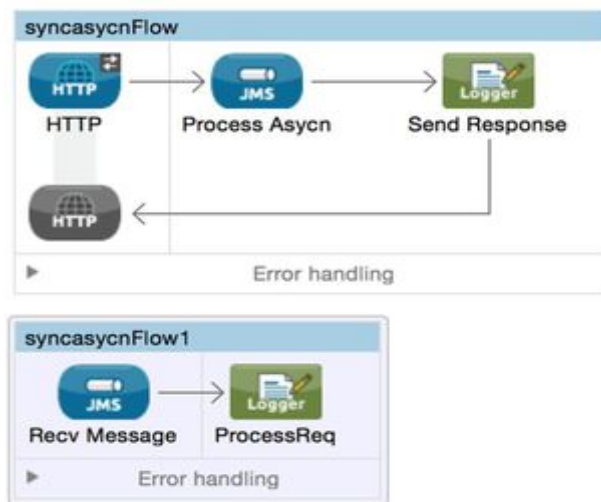 syncasycnFlow
HTTP
JMS
Logger
HTTP
Process Asycn
Send Response
HTTP
Error handling
syncasycnFlow1
JMS
Logger
Recv Message
ProcessReq
Error handling